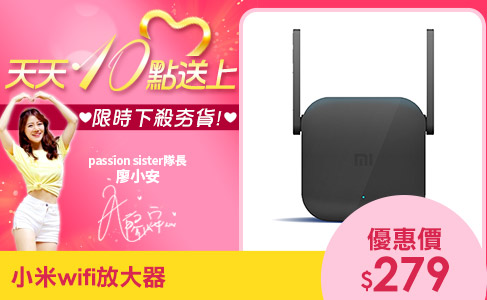 天天10點送上
限時下殺夯貨!
passion sister隊長
廖小安
MI
小米wifi放大器
優惠價
$279